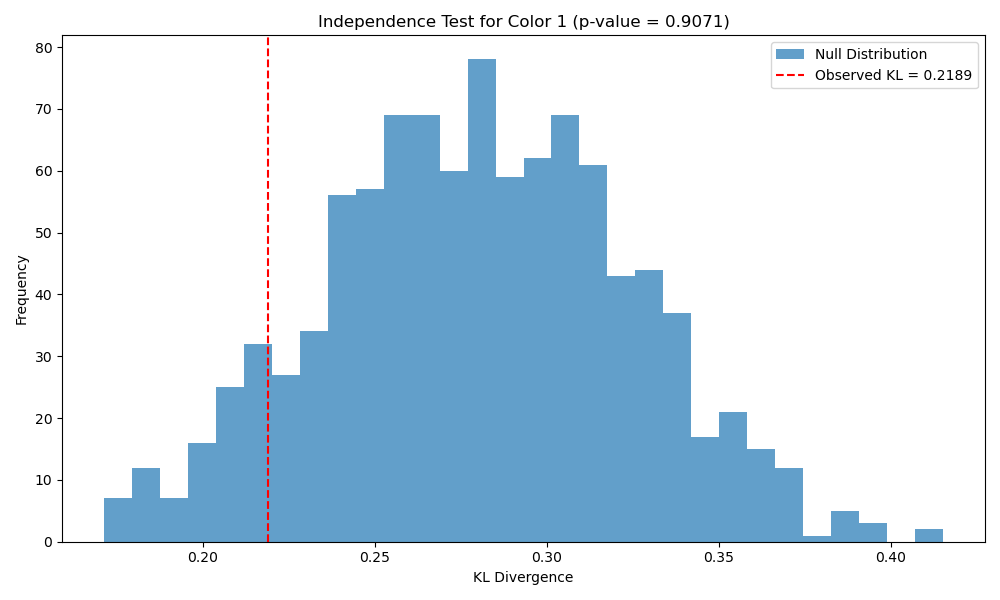 Independence Test for Color 1 (p-value = 0.9071)
Null Distribution
Observed KL = 0.2189
80
70
60
50
40
30
20
10
0
Frequency
0.20 0.25 0.30 0.35 0.40
KL Divergence